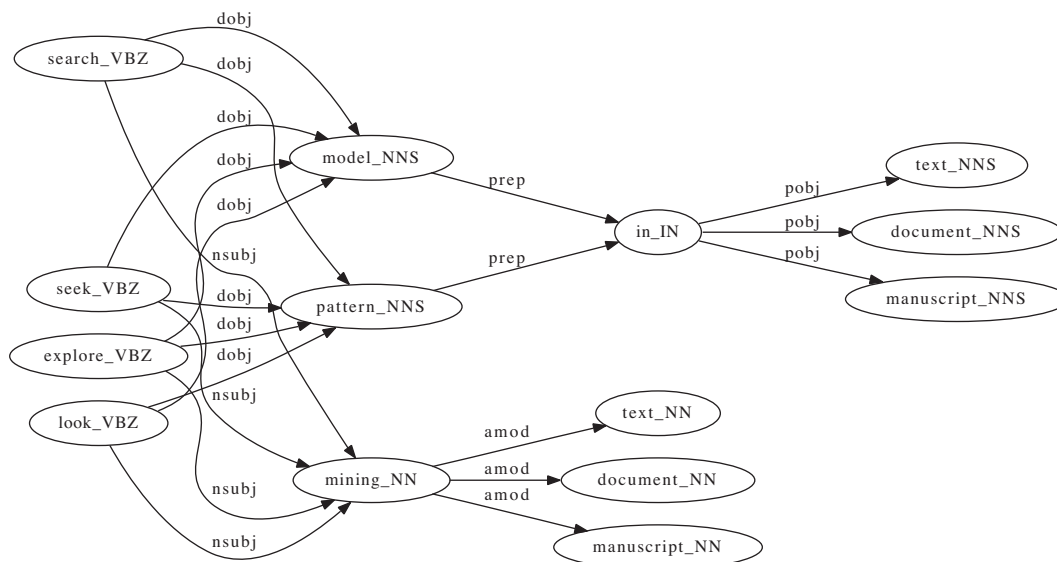 dobj
search_VBZ
dobj
dobj
model_NNS
text_NNS
dobj
prep
pobj
pobj
in_IN
document_NNS
nsubj
prep
pobj
seek_VBZ
dobj
pattern_NNS
manuscript_NNS
dobj
explore_VBZ
dobj
nsubj
text_NN
look_VBZ
amod
nsubj
mining_NN
amod
document_NN
amod
nsubj
manuscript_NN